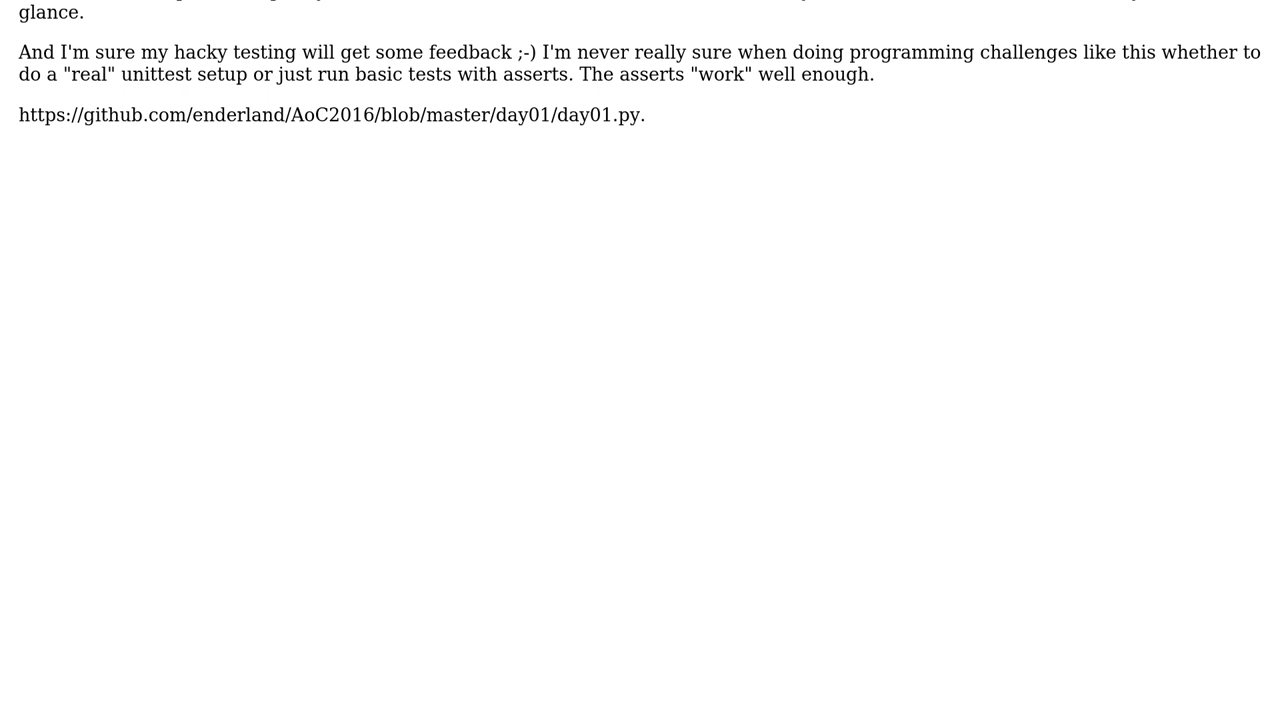 glance.
And I'm sure my hacky testing will get some feedback ;-) I'm never really sure when doing programming challenges like this whether to
do a "real" unittest setup or just run basic tests with asserts. The asserts "work" well enough.
https://github.com/enderland/AoC2016/blob/master/day01/day01.py.